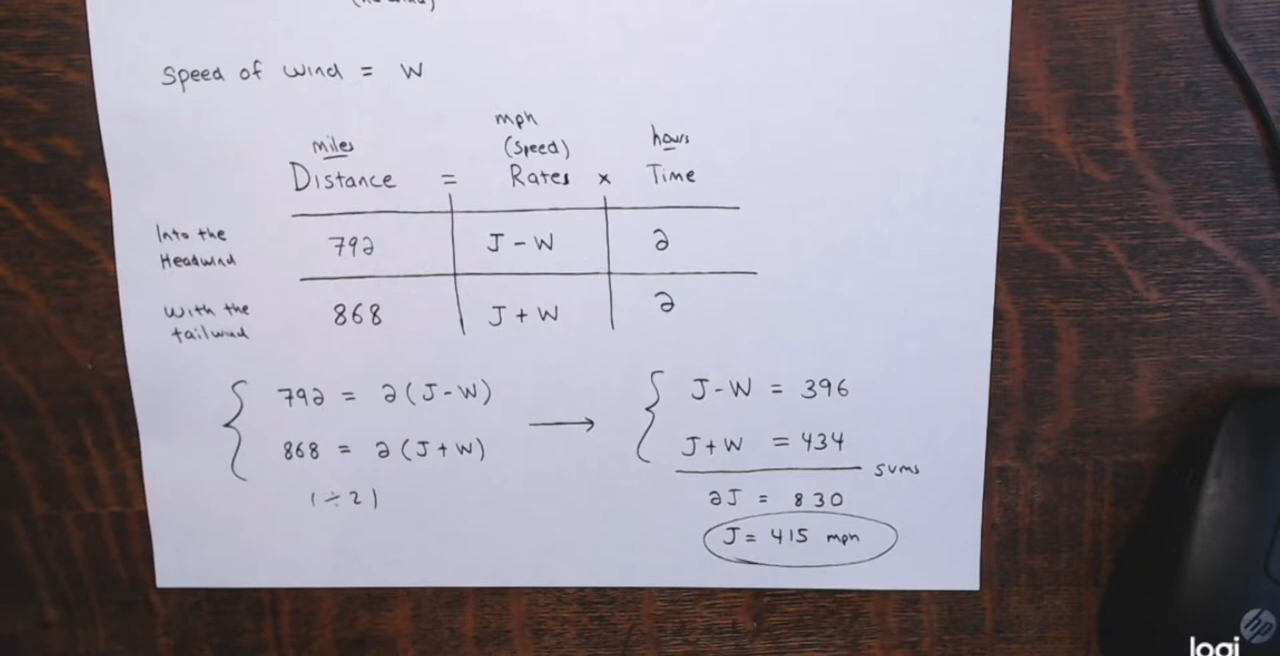 Speed of wind = W
miles
mph
(Speed)
hours
Distance = Rates × Time
Into the
Headwind
792 J - W 2
With the
tailwind
868 J + W 2
792 = 2(J-W)
868 = 2(J+W)
(÷2)
J-W = 396
J+W = 434
sums
2J = 830
J = 415 mph
hp
logi